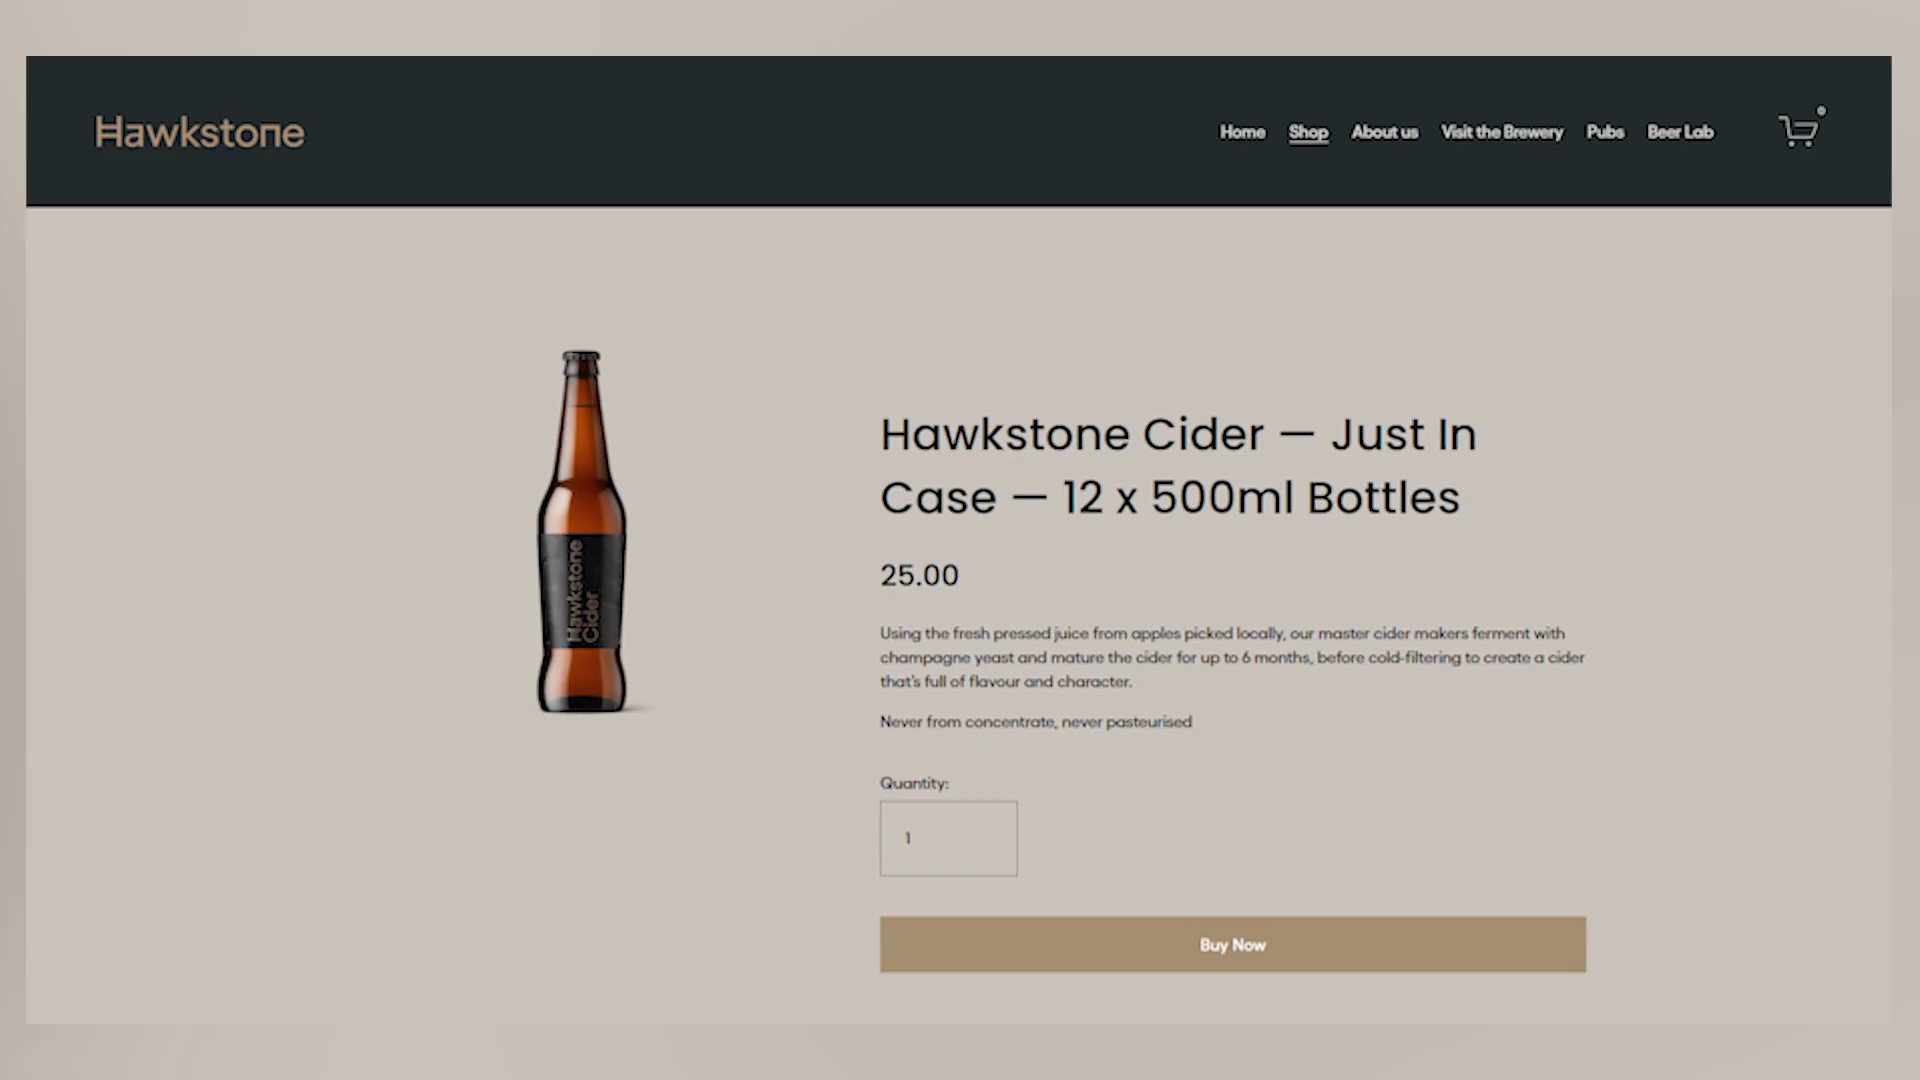 Hawkstone
Home Shop About us Visit the Brewery Pubs Beer Lab
Hawkstone Cider — Just In
Case — 12 x 500ml Bottles
25.00
Using the fresh pressed juice from apples picked locally, our master cider makers ferment with
champagne yeast and mature the cider for up to 6 months, before cold-filtering to create a cider
that's full of flavour and character.
Never from concentrate, never pasteurised
Quantity:
1
Buy Now
Hawkstone
Cider